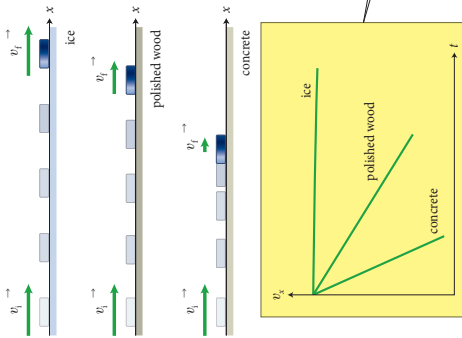 v⃗i
v⃗f
x
ice
v⃗i
v⃗f
x
polished wood
v⃗i
v⃗f
x
concrete
vx
ice
polished wood
concrete
t